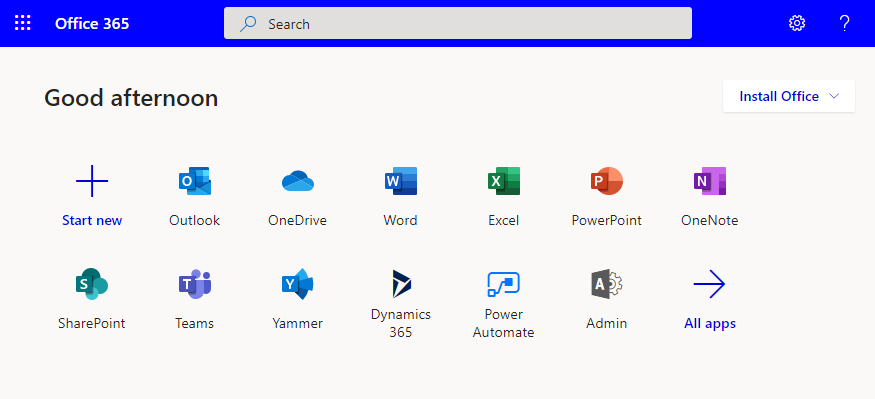 Office 365
Search
?
Good afternoon
Install Office
O
W
X
P
N
Start new
Outlook
OneDrive
Word
Excel
PowerPoint
OneNote
S
T
Y
A
SharePoint
Teams
Yammer
Dynamics
365
Power
Automate
Admin
All apps